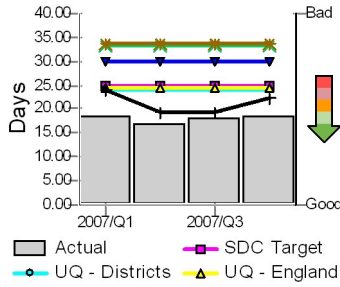 40.00 Bad
35.00
30.00
25.00
20.00
15.00
10.00
5.00
0.00 Good
Days
2007/Q1 2007/Q3
Actual SDC Target
UQ - Districts UQ - England